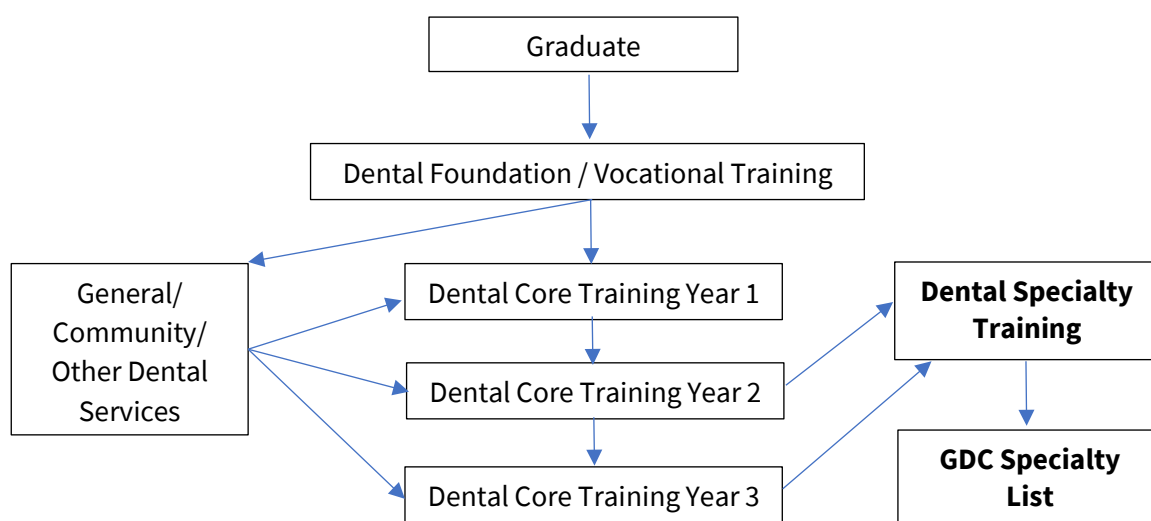 Graduate
Dental Foundation / Vocational Training
General/
Community/
Other Dental
Services
Dental Core Training Year 1
Dental Core Training Year 2
Dental Core Training Year 3
Dental Specialty
Training
GDC Specialty
List